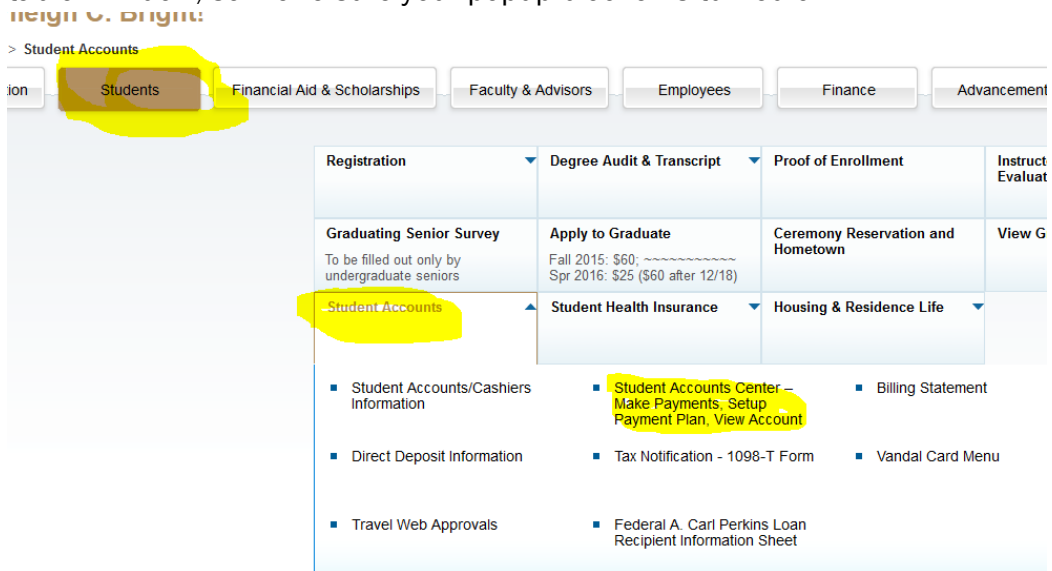 C. Bright!
> Student Accounts
Students Financial Aid & Scholarships Faculty & Advisors Employees Finance Advancement
Registration Degree Audit & Transcript Proof of Enrollment
Graduating Senior Survey Apply to Graduate Ceremony Reservation and View G
To be filled out only by Fall 2015: $60; ~~~~~~~~~~~ Hometown
undergraduate seniors Spr 2016: $25 ($60 after 12/18)
Student Accounts Student Health Insurance Housing & Residence Life
Student Accounts/Cashiers Student Accounts Center – Billing Statement
Information Make Payments, Setup
Payment Plan, View Account
Direct Deposit Information Tax Notification - 1098-T Form Vandal Card Menu
Travel Web Approvals Federal A. Carl Perkins Loan
Recipient Information Sheet